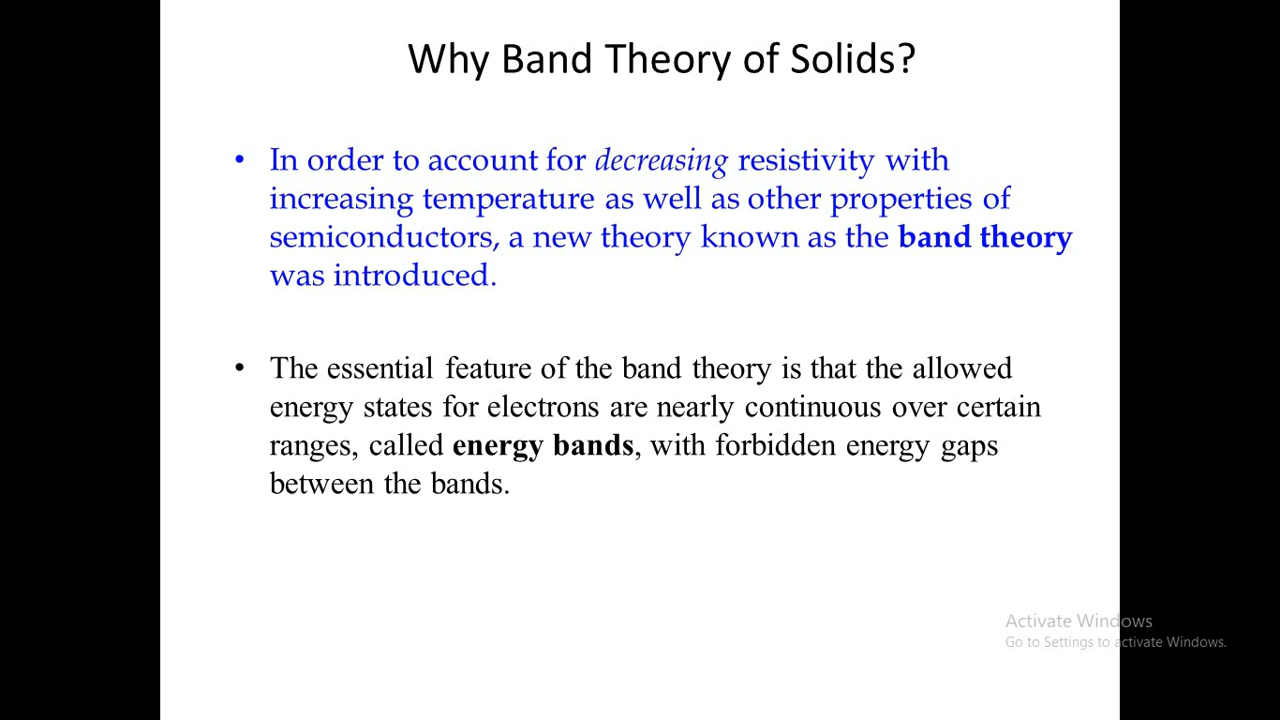 Why Band Theory of Solids?
• In order to account for decreasing resistivity with
increasing temperature as well as other properties of
semiconductors, a new theory known as the band theory
was introduced.
• The essential feature of the band theory is that the allowed
energy states for electrons are nearly continuous over certain
ranges, called energy bands, with forbidden energy gaps
between the bands.
Activate Windows
Go to Settings to activate Windows.